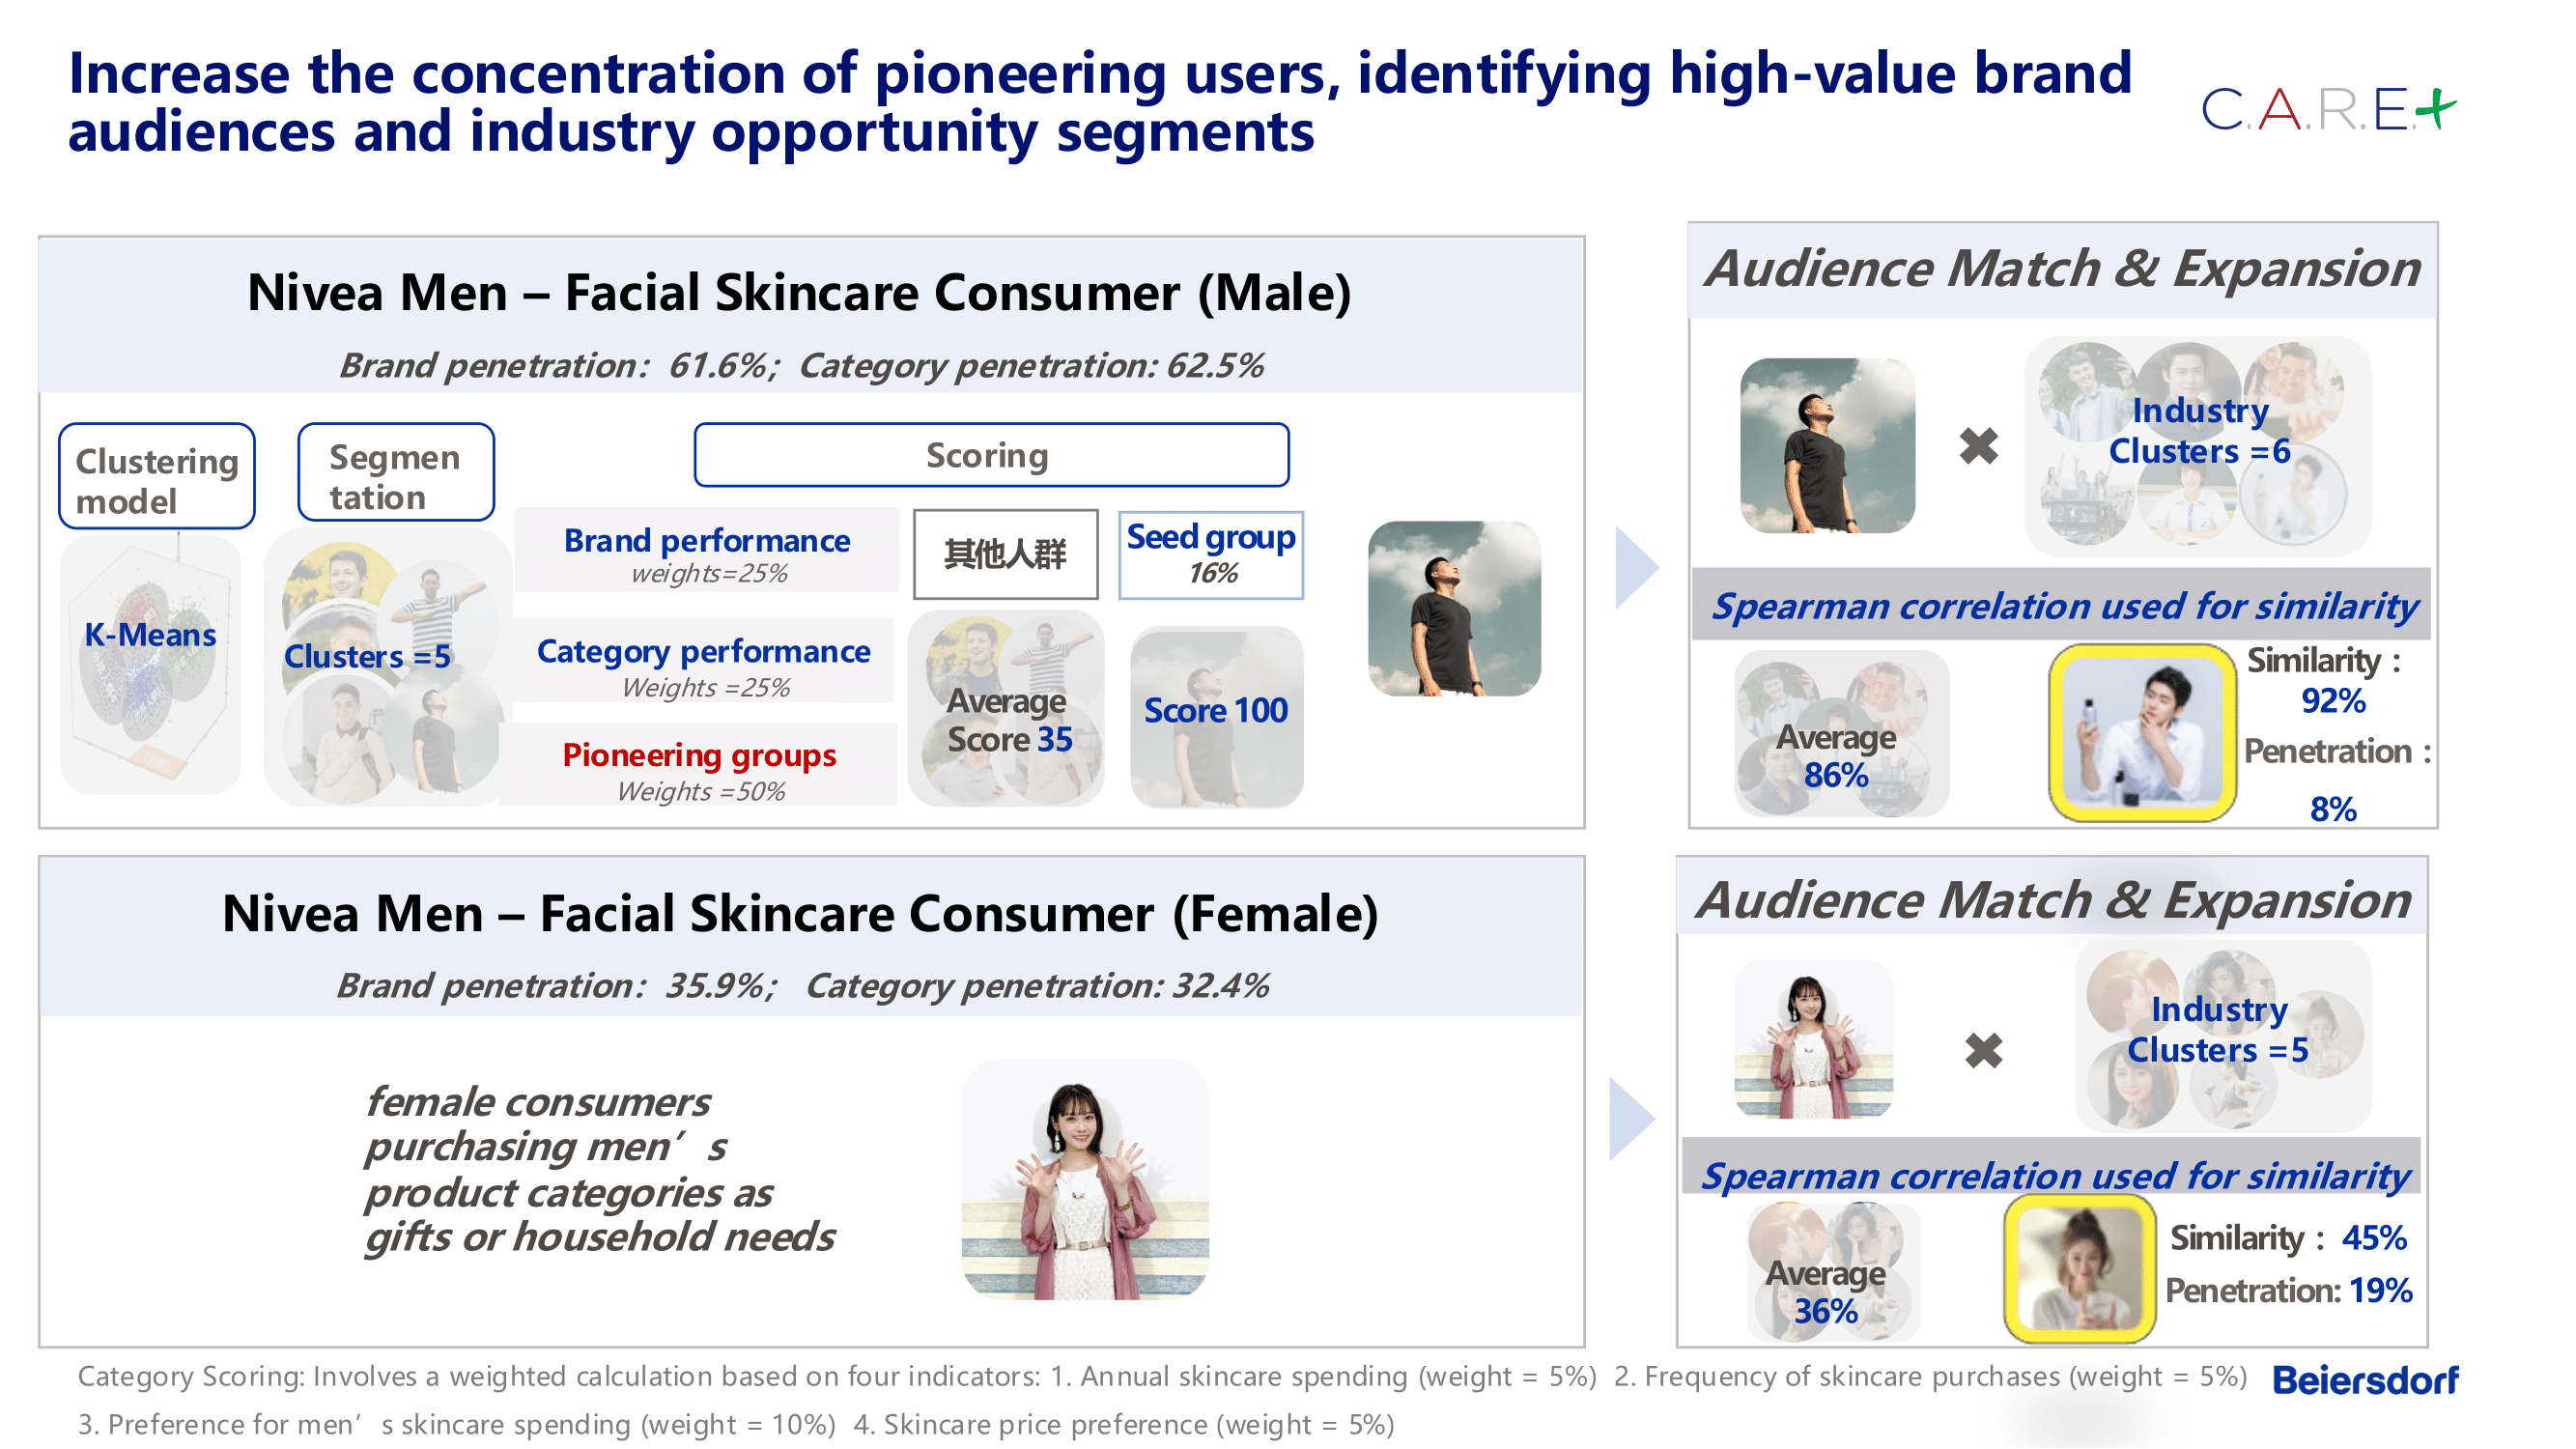 Increase the concentration of pioneering users, identifying high-value brand
audiences and industry opportunity segments
C.A.R.E.+
Nivea Men – Facial Skincare Consumer (Male)
Brand penetration: 61.6%; Category penetration: 62.5%
Clustering
model
Segmen
tation
Scoring
K-Means
Clusters =5
Brand performance
weights=25%
Category performance
Weights =25%
Pioneering groups
Weights =50%
其他人群
Seed group
16%
Average
Score 35
Score 100
Audience Match & Expansion
Industry
Clusters =6
Spearman correlation used for similarity
Average
86%
Similarity :
92%
Penetration :
8%
Nivea Men – Facial Skincare Consumer (Female)
Brand penetration: 35.9%; Category penetration: 32.4%
female consumers
purchasing men’ s
product categories as
gifts or household needs
Audience Match & Expansion
Industry
Clusters =5
Spearman correlation used for similarity
Average
36%
Similarity : 45%
Penetration: 19%
Category Scoring: Involves a weighted calculation based on four indicators: 1. Annual skincare spending (weight = 5%) 2. Frequency of skincare purchases (weight = 5%)
3. Preference for men’ s skincare spending (weight = 10%) 4. Skincare price preference (weight = 5%)
Beiersdorf